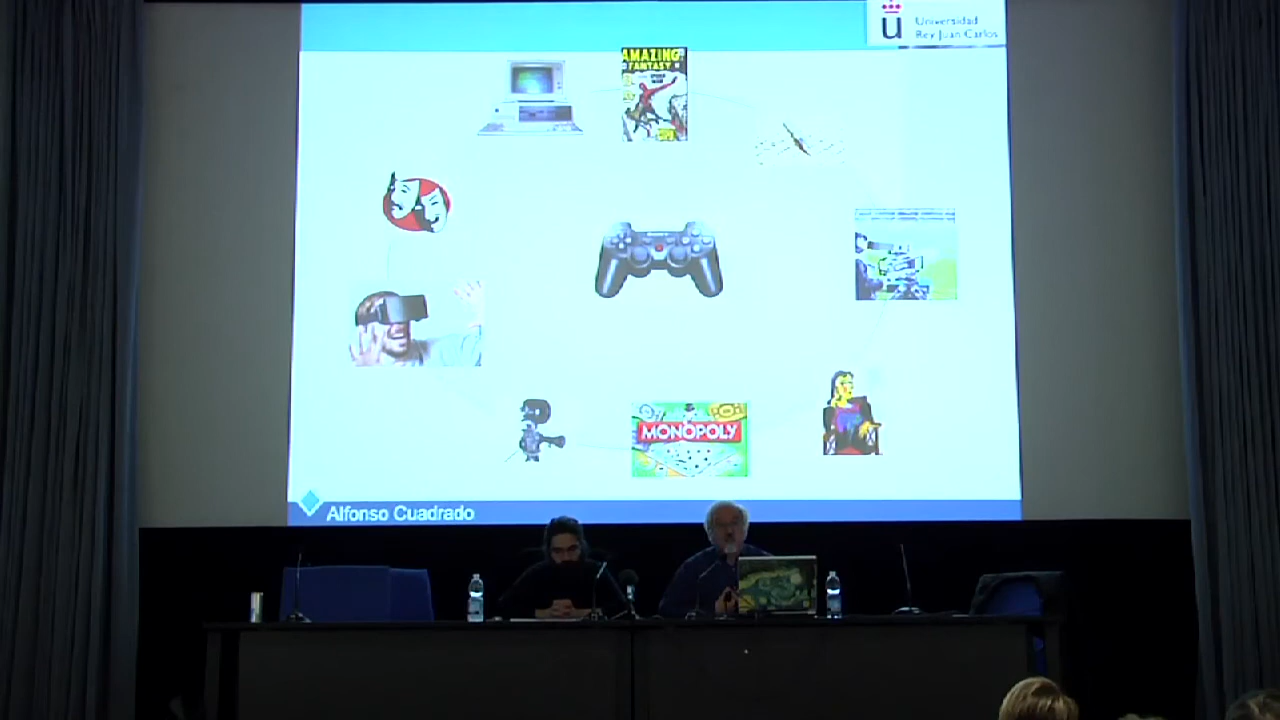 Universidad
Rey Juan Carlos
AMAZING
FANTASY
MONOPOLY
Alfonso Cuadrado